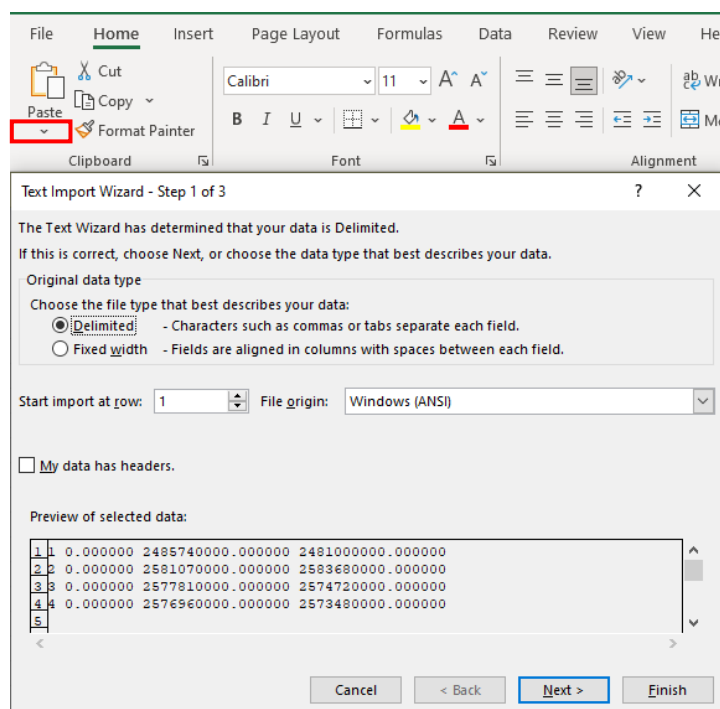 File Home Insert Page Layout Formulas Data Review View He
Cut
Calibri 11 A^ A˅ ab Wr
Copy
Paste B I U A Me
Format Painter
Clipboard Font Alignment
Text Import Wizard - Step 1 of 3 ? ×
The Text Wizard has determined that your data is Delimited.
If this is correct, choose Next, or choose the data type that best describes your data.
Original data type
Choose the file type that best describes your data:
Delimited - Characters such as commas or tabs separate each field.
Fixed width - Fields are aligned in columns with spaces between each field.
Start import at row: 1 File origin: Windows (ANSI)
My data has headers.
Preview of selected data:
1 1 0.000000 2485740000.000000 2481000000.000000
2 2 0.000000 2581070000.000000 2583680000.000000
3 3 0.000000 2577810000.000000 2574720000.000000
4 4 0.000000 2576960000.000000 2573480000.000000
5
Cancel < Back Next > Finish